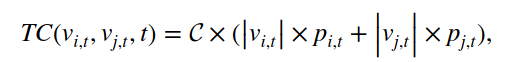 TC(v_{i,t}, v_{j,t}, t) = 𝒞 × (|v_{i,t}| × p_{i,t} + |v_{j,t}| × p_{j,t}),